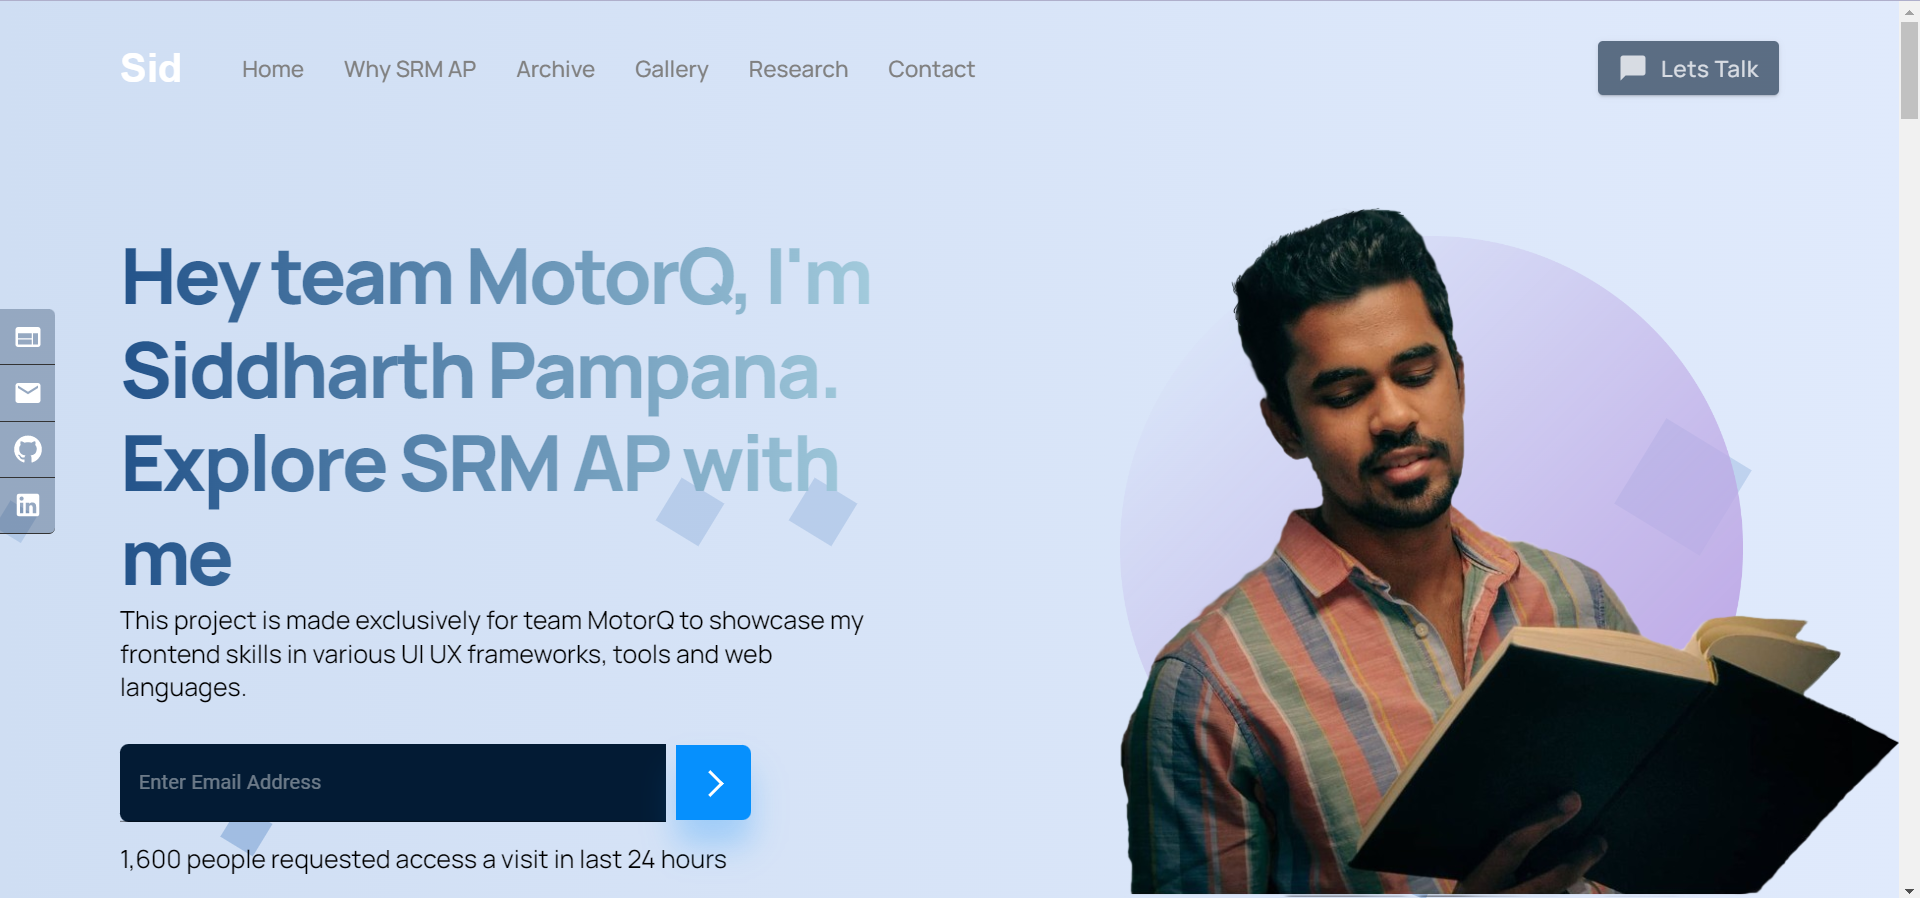 Sid
Home
Why SRM AP
Archive
Gallery
Research
Contact
Lets Talk
Hey team MotorQ, I'm
Siddharth Pampana.
Explore SRM AP with
me
This project is made exclusively for team MotorQ to showcase my
frontend skills in various UI UX frameworks, tools and web
languages.
Enter Email Address
1,600 people requested access a visit in last 24 hours